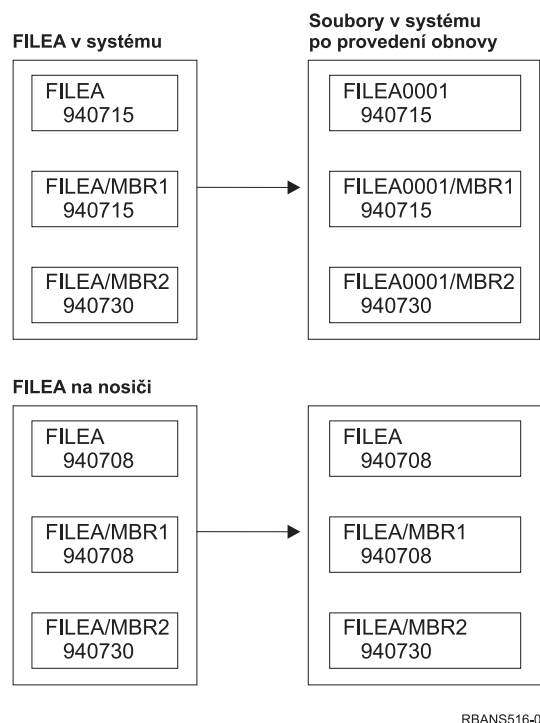 FILEA v systému
FILEA
940715
FILEA/MBR1
940715
FILEA/MBR2
940730
Soubory v systému
po provedení obnovy
FILEA0001
940715
FILEA0001/MBR1
940715
FILEA0001/MBR2
940730
FILEA na nosiči
FILEA
940708
FILEA/MBR1
940708
FILEA/MBR2
940730
FILEA
940708
FILEA/MBR1
940708
FILEA/MBR2
940730
RBANS516-0